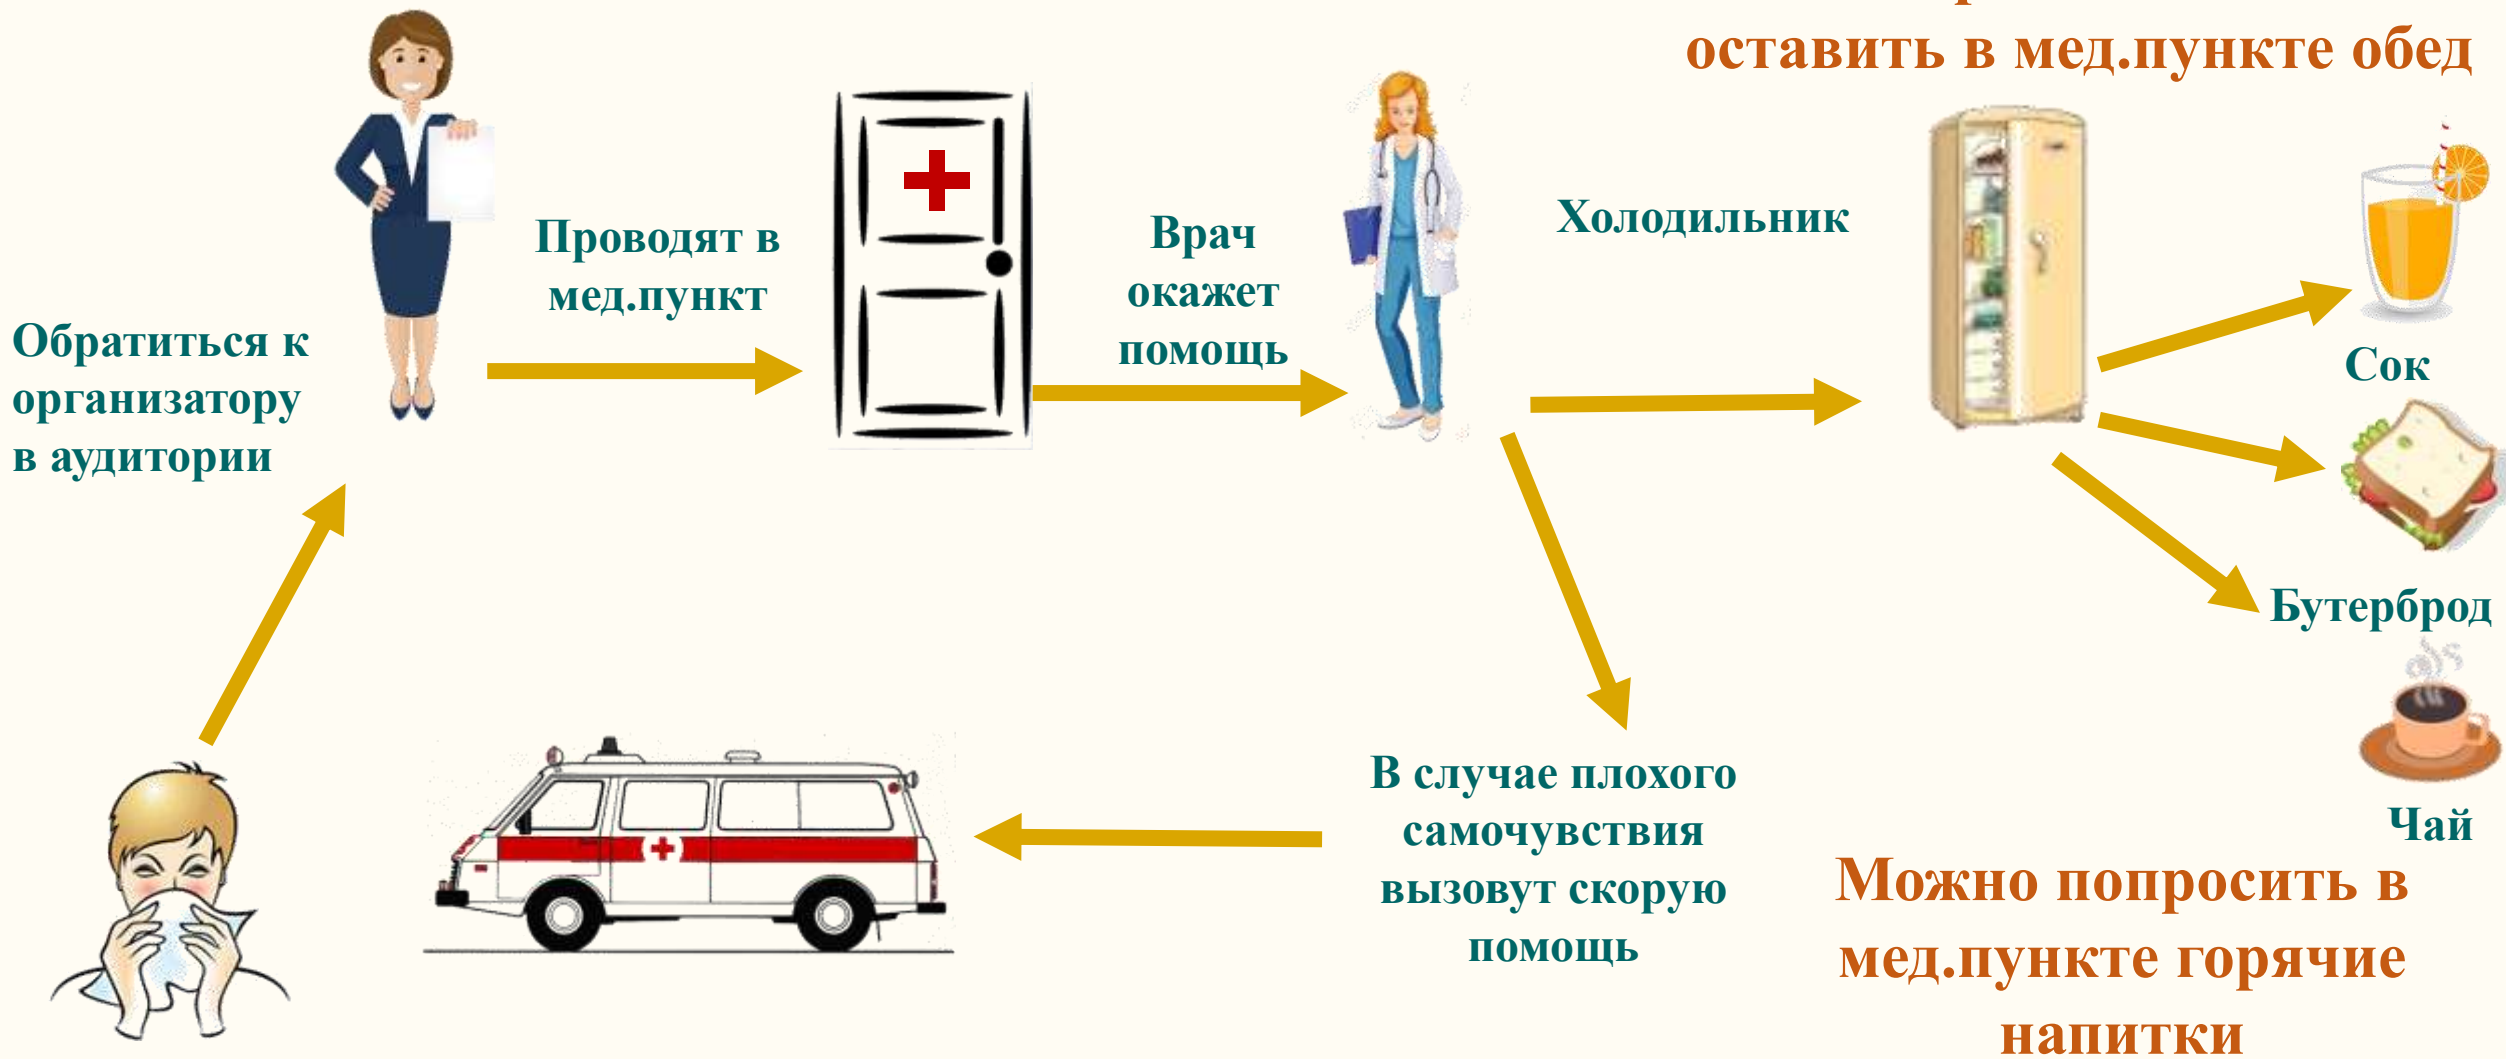 оставить в мед.пункте обед
Проводят в
мед.пункт
Врач
окажет
помощь
Холодильник
Обратиться к
организатору
в аудитории
Сок
Бутерброд
Чай
В случае плохого
самочувствия
вызовут скорую
помощь
Можно попросить в
мед.пункте горячие
напитки